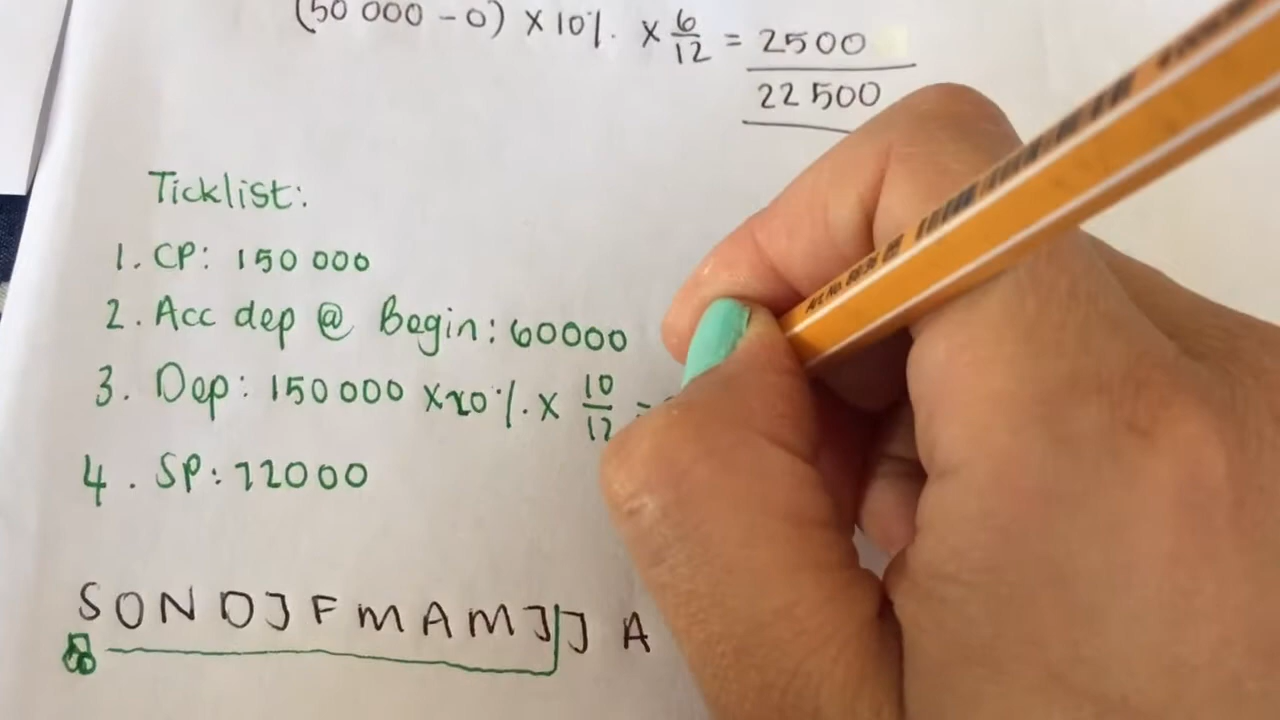 (50 000 - 0) × 10% × 6/12 = 2500
22 500
Ticklist:
1. CP: 150 000
2. Acc dep @ Begin: 60000
3. Dep: 150 000 × 20% × 10/12 =
4. SP: 72000
S O N D J F M A M J J A